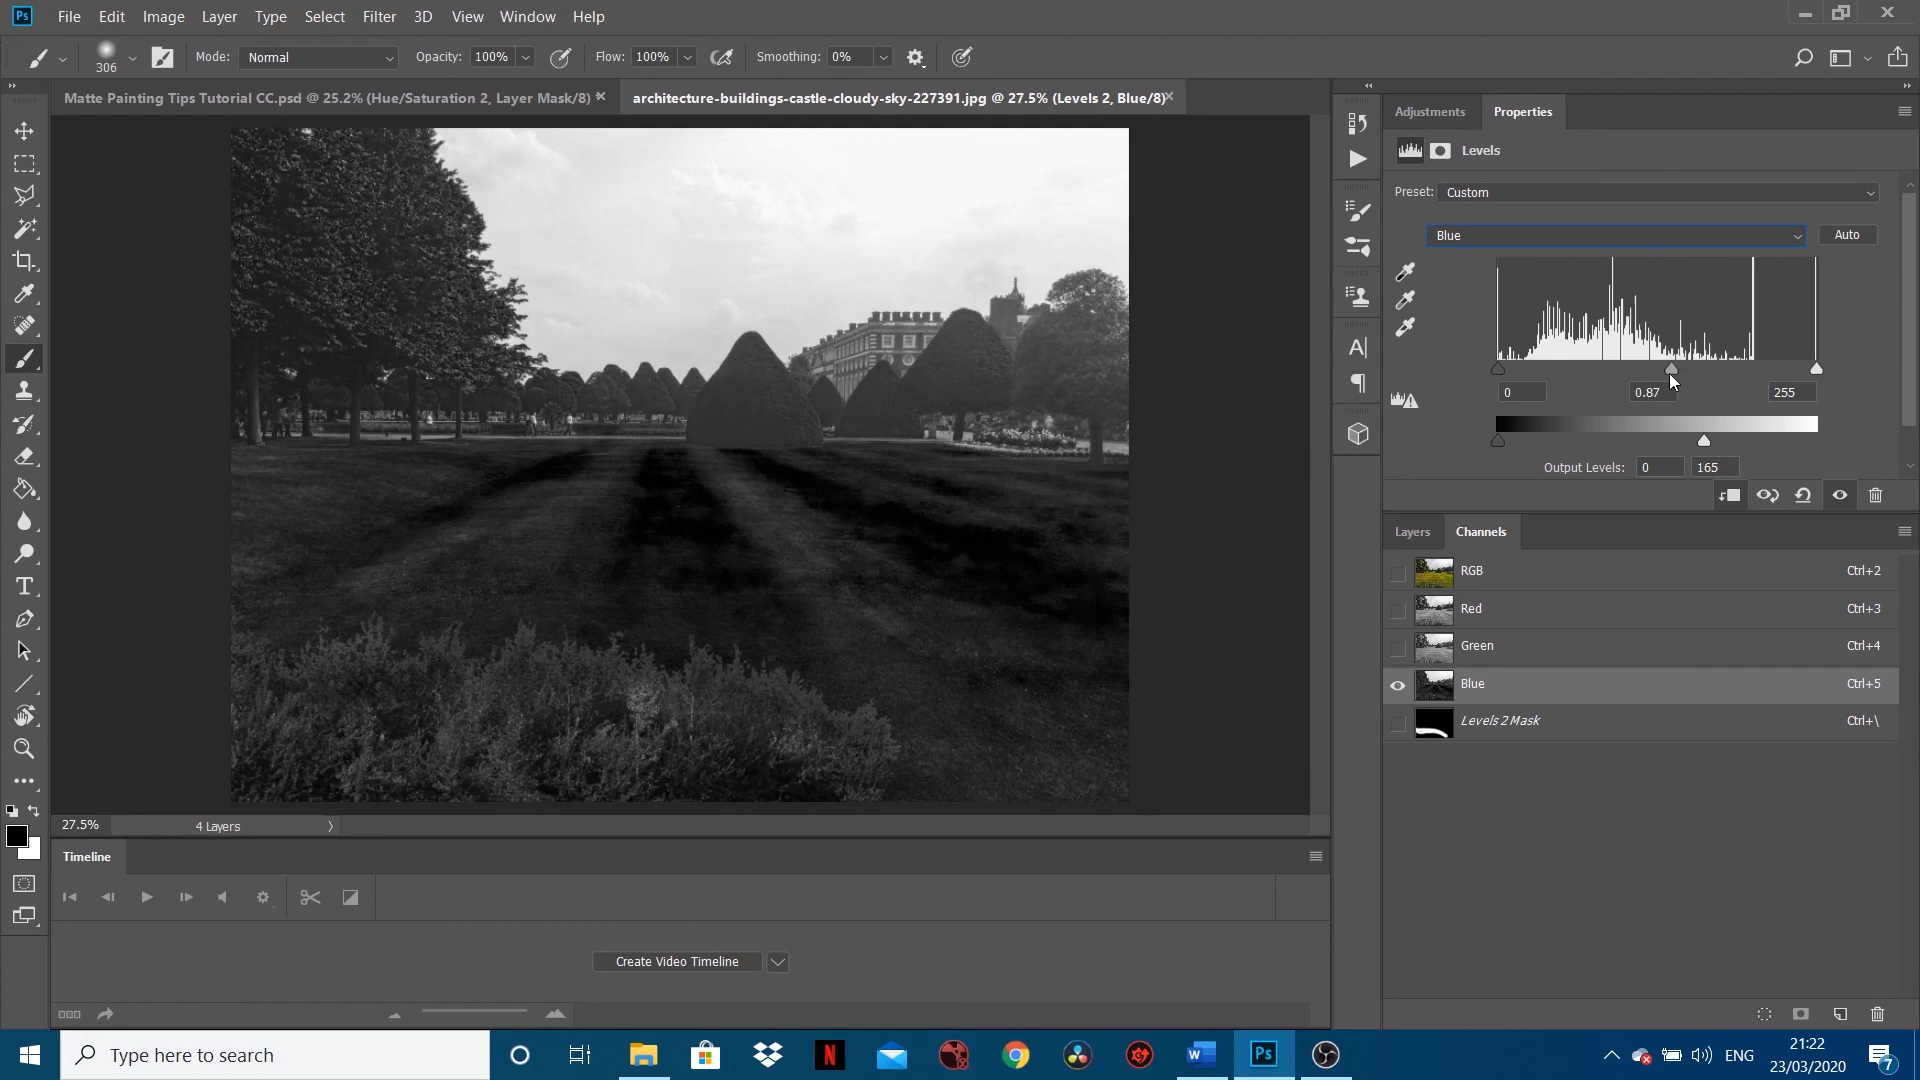 Ps File Edit Image Layer Type Select Filter 3D View Window Help
306 Mode: Normal Opacity: 100% Flow: 100% Smoothing: 0%
Matte Painting Tips Tutorial CC.psd @ 25.2% (Hue/Saturation 2, Layer Mask/8) architecture-buildings-castle-cloudy-sky-227391.jpg @ 27.5% (Levels 2, Blue/8)
Adjustments Properties
Levels
Preset: Custom
Blue Auto
0 0.87 255
Output Levels: 0 165
Layers Channels
RGB Ctrl+2
Red Ctrl+3
Green Ctrl+4
Blue Ctrl+5
Levels 2 Mask Ctrl+\
27.5% 4 Layers
Timeline
Create Video Timeline
Type here to search
ENG
21:22
23/03/2020
7